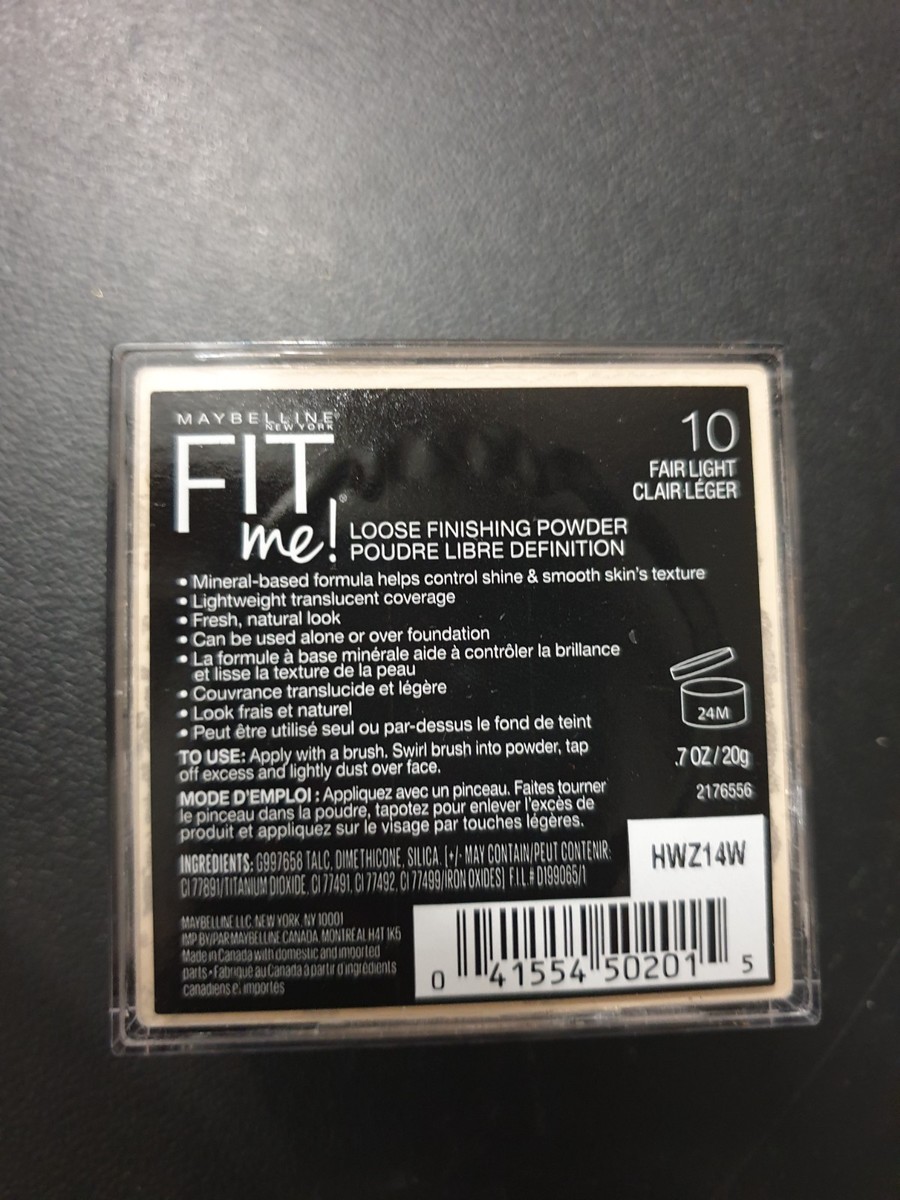 MAYBELLINE
NEW YORK
FIT
me!®
10
FAIR LIGHT
CLAIR LÉGER
LOOSE FINISHING POWDER
POUDRE LIBRE DEFINITION
• Mineral-based formula helps control shine & smooth skin's texture
• Lightweight translucent coverage
• Fresh, natural look
• Can be used alone or over foundation
• La formule à base minérale aide à contrôler la brillance
et lisse la texture de la peau
• Couvrance translucide et légère
• Look frais et naturel
• Peut être utilisé seul ou par-dessus le fond de teint
24M
TO USE: Apply with a brush. Swirl brush into powder, tap
off excess and lightly dust over face.
.7 OZ/20g
2176556
MODE D'EMPLOI : Appliquez avec un pinceau. Faites tourner
le pinceau dans la poudre, tapotez pour enlever l'excès de
produit et appliquez sur le visage par touches légères.
INGREDIENTS: G997658 TALC, DIMETHICONE, SILICA. [+/- MAY CONTAIN/PEUT CONTENIR:
CI 77891/TITANIUM DIOXIDE, CI 77491, CI 77492, CI 77499/IRON OXIDES] F.I.L. # D199065/1
HWZ14W
MAYBELLINE LLC, NEW YORK, NY 10001
IMP BY/PAR MAYBELLINE CANADA, MONTRÉAL H4T 1K5
Made in Canada with domestic and imported
parts • Fabriqué au Canada à partir d'ingrédients
canadiens et importés
0 41554 50201 5